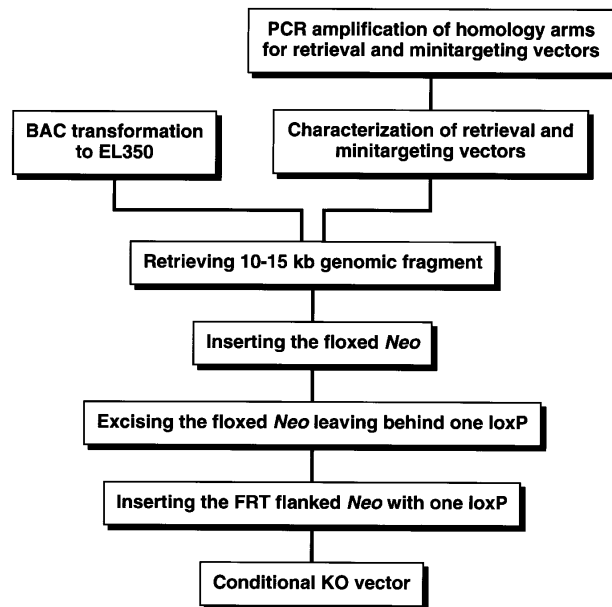 PCR amplification of homology arms
for retrieval and minitargeting vectors
BAC transformation
to EL350
Characterization of retrieval and
minitargeting vectors
Retrieving 10-15 kb genomic fragment
Inserting the floxed Neo
Excising the floxed Neo leaving behind one loxP
Inserting the FRT flanked Neo with one loxP
Conditional KO vector